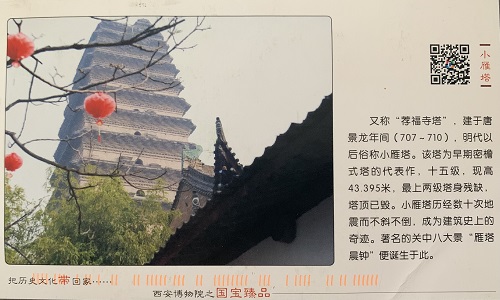 小雁塔
又称“荐福寺塔”，建于唐
景龙年间（707－710），明代以
后俗称小雁塔。该塔为早期密檐
式塔的代表作，十五级，现高
43.395米，最上两级塔身残缺，
塔顶已毁。小雁塔历经数十次地
震而不斜不倒，成为建筑史上的
奇迹。著名的关中八大景“雁塔
晨钟”便诞生于此。
把历史文化带回家……
西安博物院之国宝臻品